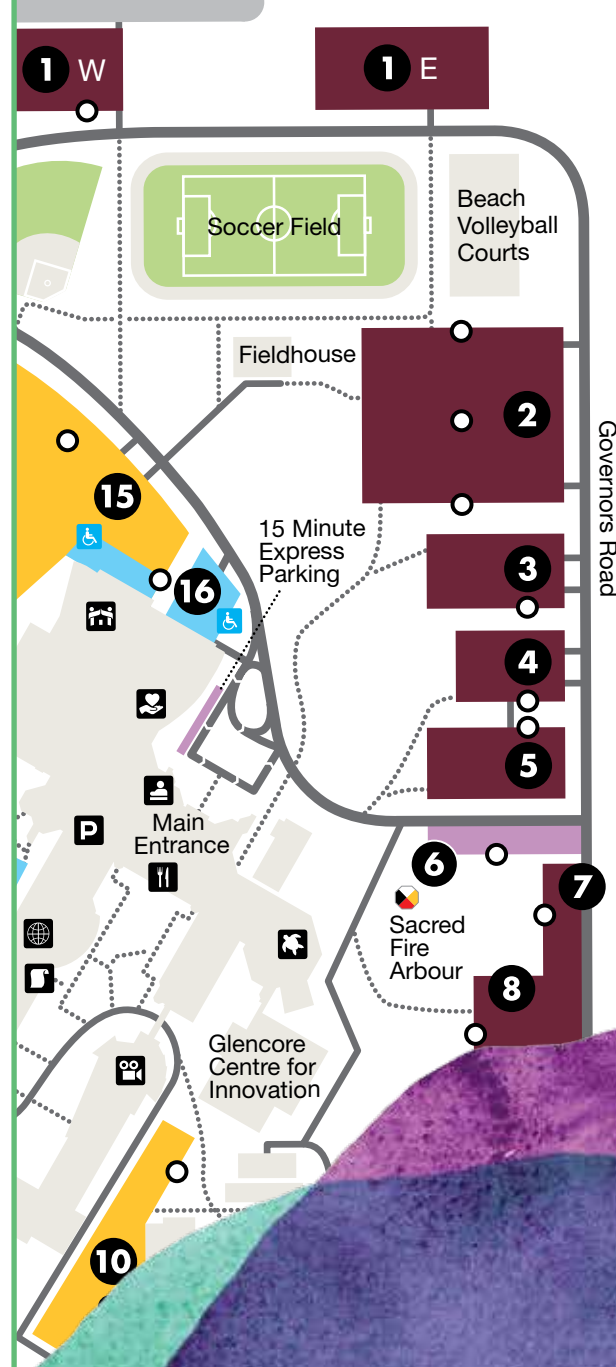 1 W
1 E
Soccer Field
Beach
Volleyball
Courts
Fieldhouse
2
Governors Road
15
15 Minute
Express
Parking
3
16
4
5
Main
Entrance
P
6
7
Sacred
Fire
Arbour
8
Glencore
Centre for
Innovation
10